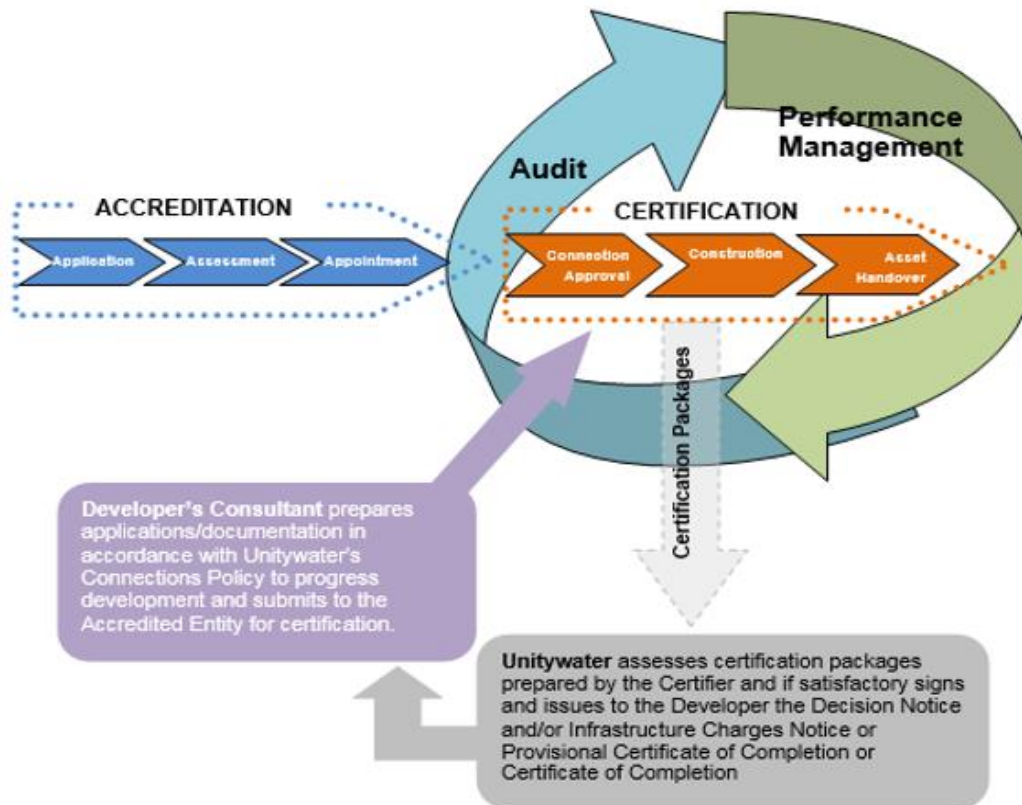 Performance
Management
Audit
ACCREDITATION
CERTIFICATION
Application
Assessment
Appointment
Connection
Approval
Construction
Asset
Handover
Certification Packages
Developer's Consultant prepares
applications/documentation in
accordance with Unitywater's
Connections Policy to progress
development and submits to the
Accredited Entity for certification.
Unitywater assesses certification packages
prepared by the Certifier and if satisfactory signs
and issues to the Developer the Decision Notice
and/or Infrastructure Charges Notice or
Provisional Certificate of Completion or
Certificate of Completion